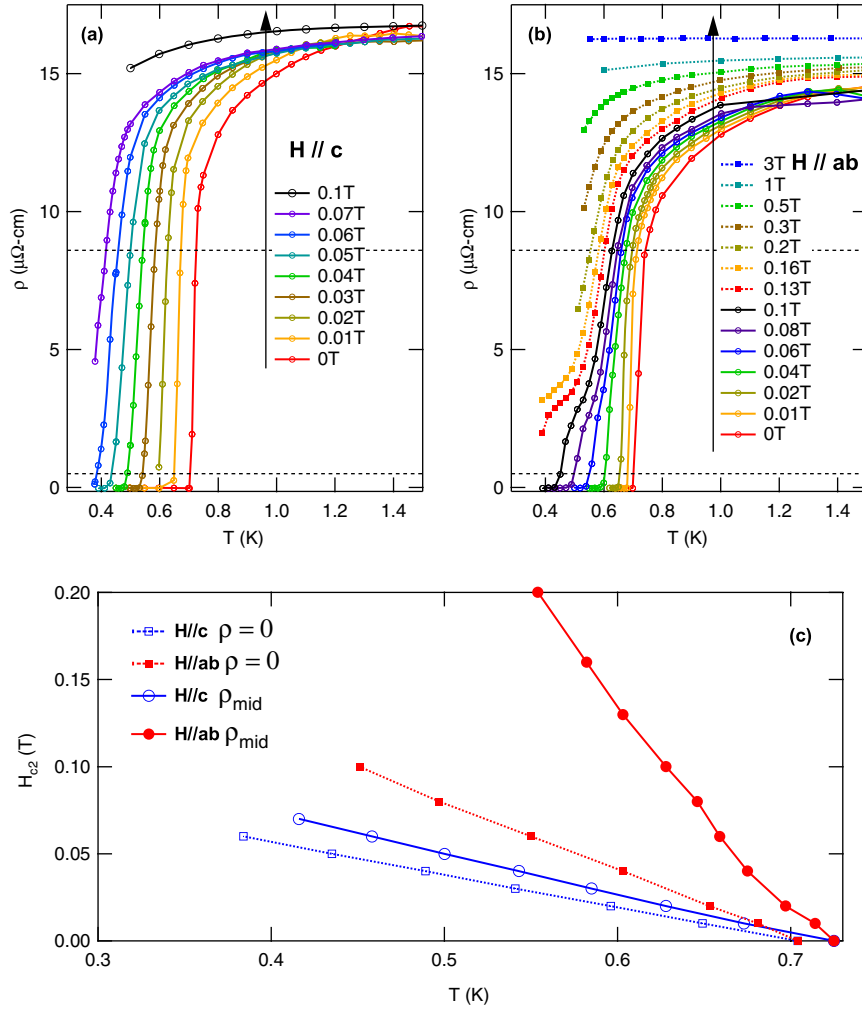 (a)
15
10
5
0
ρ (μΩ-cm)
H // c
0.1T
0.07T
0.06T
0.05T
0.04T
0.03T
0.02T
0.01T
0T
0.4 0.6 0.8 1.0 1.2 1.4
T (K)
(b)
15
10
5
0
ρ (μΩ-cm)
H // ab
3T
1T
0.5T
0.3T
0.2T
0.16T
0.13T
0.1T
0.08T
0.06T
0.04T
0.02T
0.01T
0T
0.4 0.6 0.8 1.0 1.2 1.4
T (K)
(c)
0.20
0.15
0.10
0.05
0.00
H_c2 (T)
H//c ρ = 0
H//ab ρ = 0
H//c ρ_mid
H//ab ρ_mid
0.3 0.4 0.5 0.6 0.7
T (K)